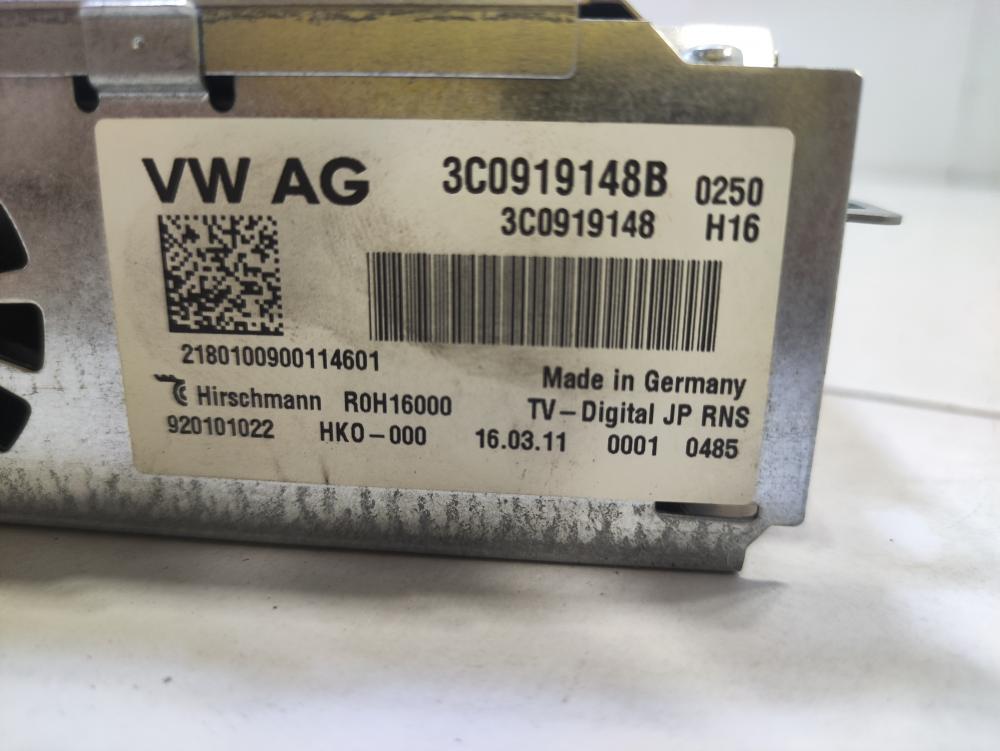 VW AG 3C0919148B 0250
3C0919148 H16
2180100900114601
Made in Germany
Hirschmann R0H16000 TV-Digital JP RNS
920101022 HKO-000 16.03.11 0001 0485